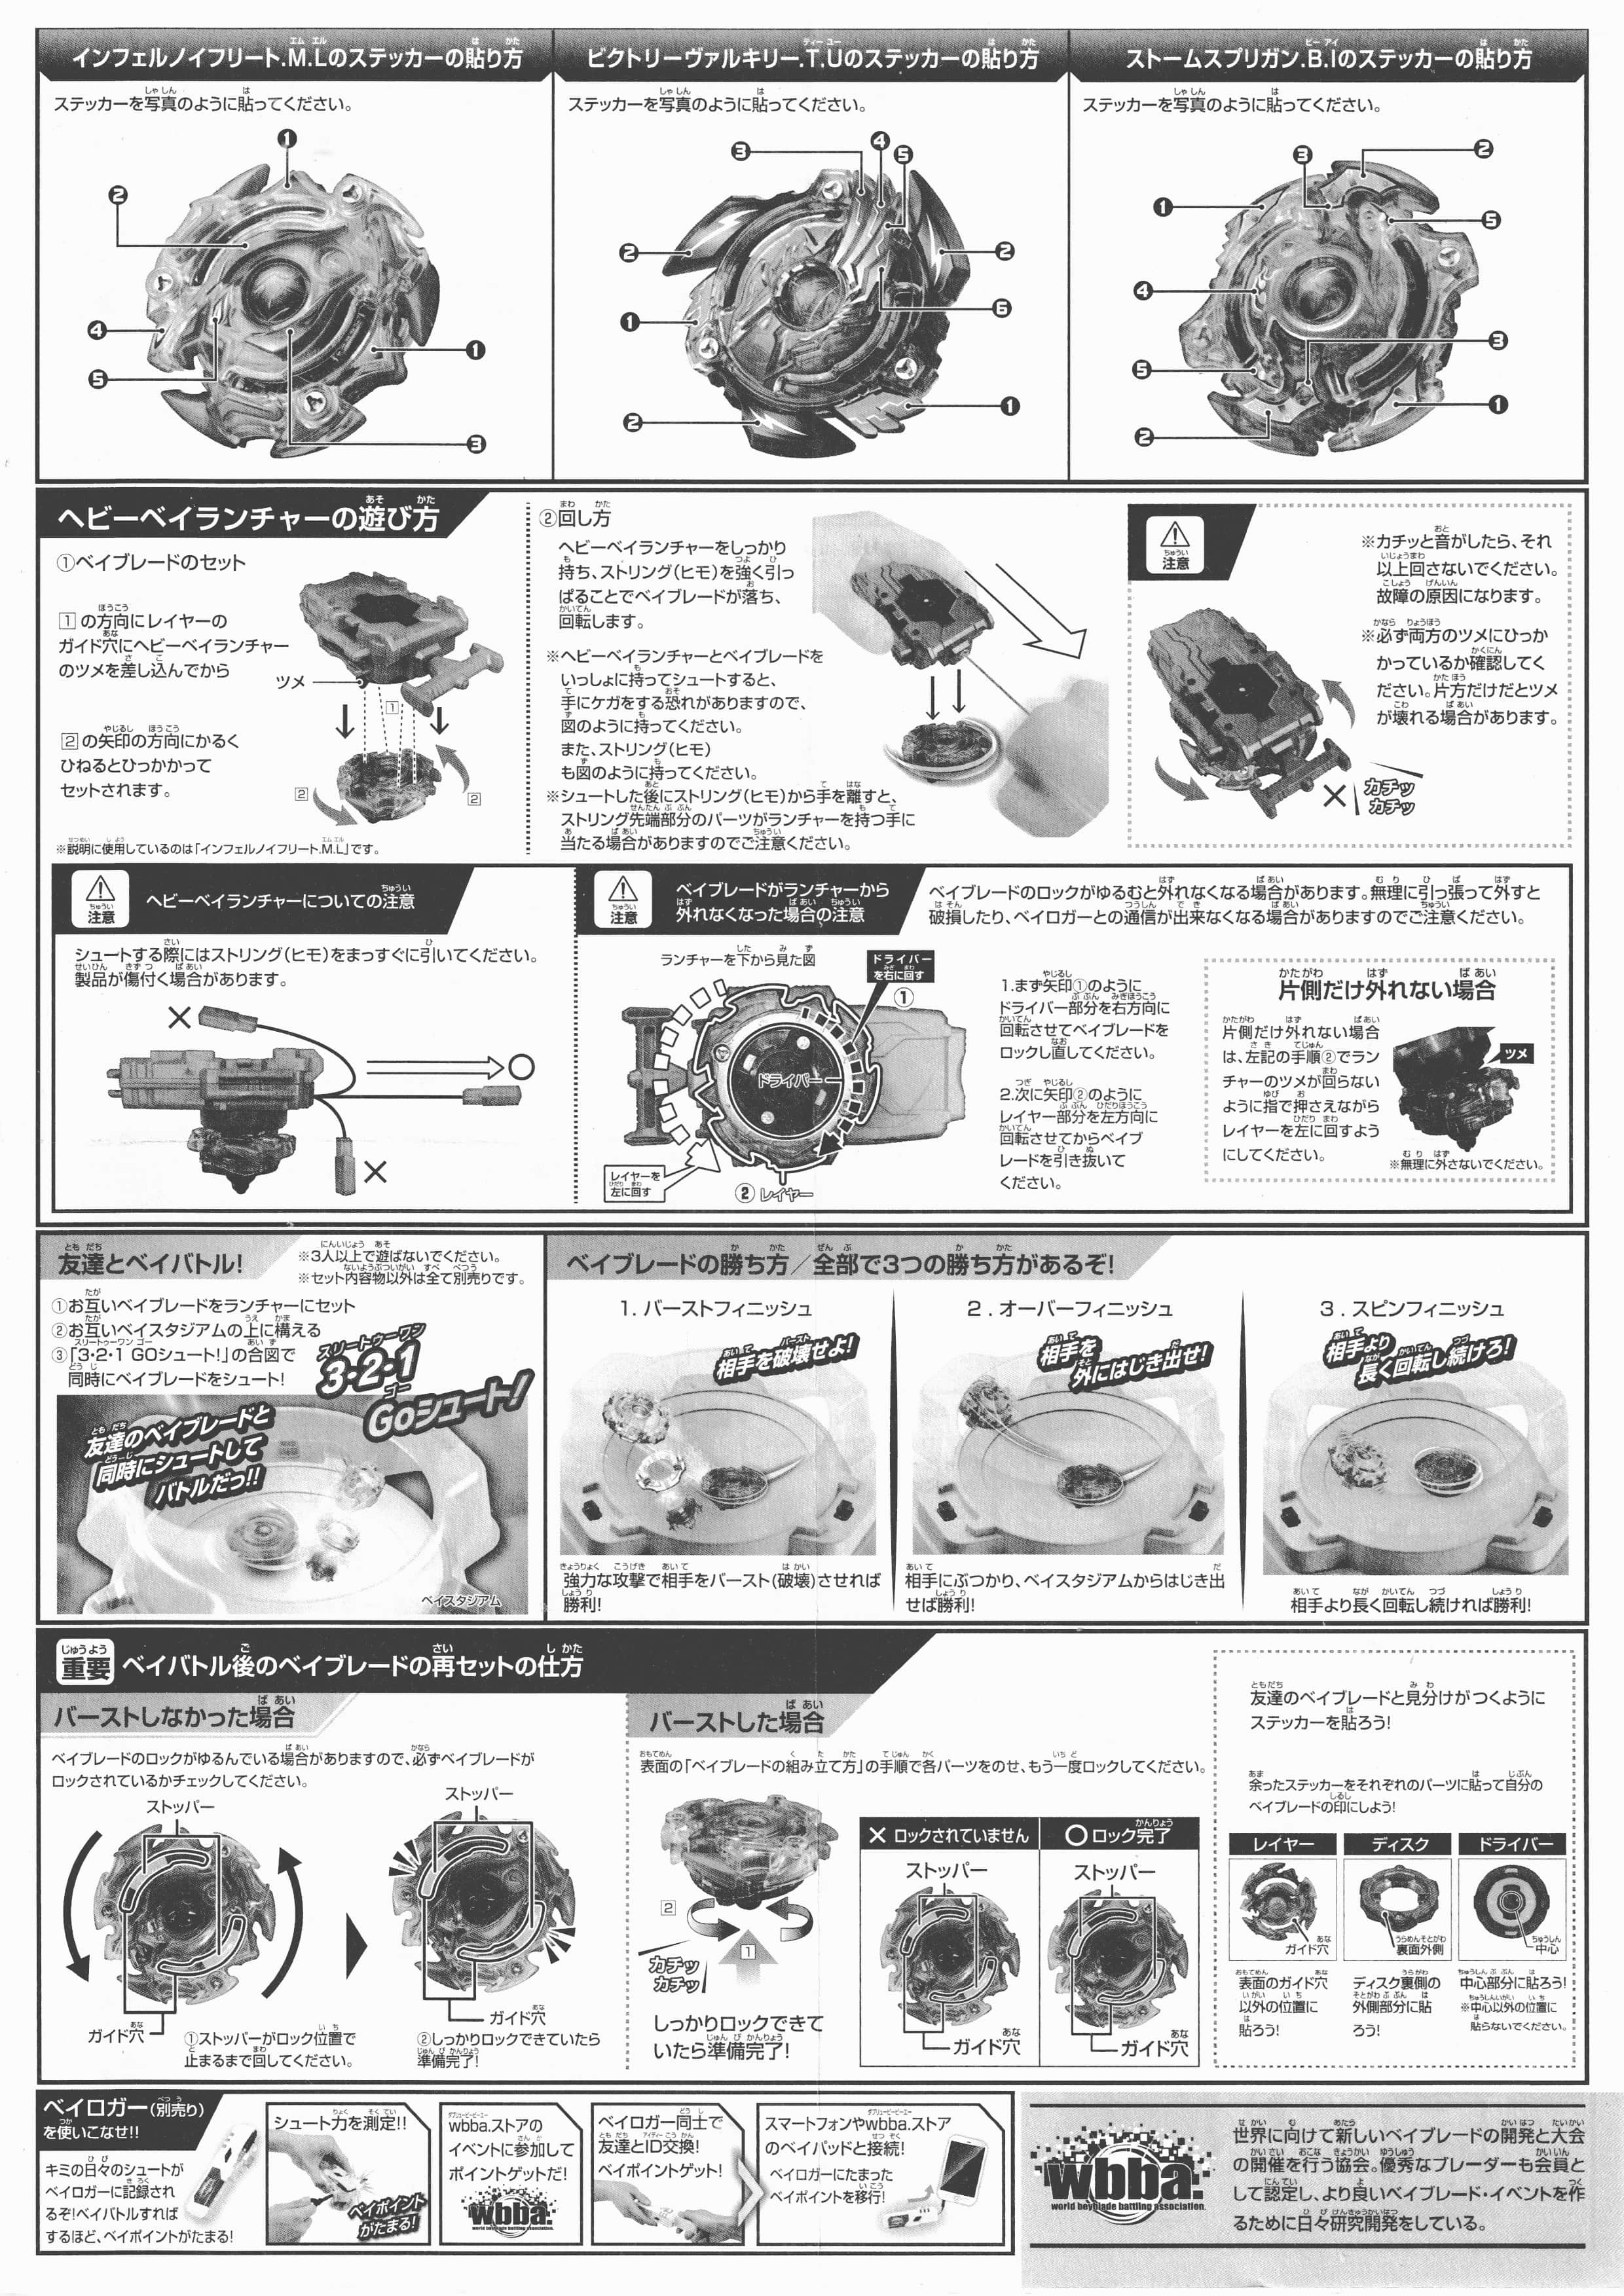 インフェルノイフリート.M.Lのステッカーの貼り方
ステッカーを写真のように貼ってください。
1
2
4
5
1
3
ビクトリーヴァルキリー.T.Uのステッカーの貼り方
ステッカーを写真のように貼ってください。
3
4
5
2
2
1
6
2
1
ストームスプリガン.B.Iのステッカーの貼り方
ステッカーを写真のように貼ってください。
3
2
1
5
4
3
5
1
2
ヘビーベイランチャーの遊び方
①ベイブレードのセット
1 の方向にレイヤーの
ガイド穴にヘビーベイランチャー
のツメを差し込んでから
ツメ
1
2 の矢印の方向にかるく
ひねるとひっかかって
セットされます。
2
2
※説明に使用しているのは「インフェルノイフリート.M.L」です。
②回し方
ヘビーベイランチャーをしっかり
持ち、ストリング(ヒモ)を強く引っ
ぱることでベイブレードが落ち、
回転します。
※ヘビーベイランチャーとベイブレードを
いっしょに持ってシュートすると、
手にケガをする恐れがありますので、
図のように持ってください。
また、ストリング(ヒモ)
も図のように持ってください。
※シュートした後にストリング(ヒモ)から手を離すと、
ストリング先端部分のパーツがランチャーを持つ手に
当たる場合がありますのでご注意ください。
注意
※カチッと音がしたら、それ
以上回さないでください。
故障の原因になります。
※必ず両方のツメにひっか
かっているか確認してく
ださい。片方だけだとツメ
が壊れる場合があります。
カチッ
カチッ
注意
ヘビーベイランチャーについての注意
シュートする際にはストリング(ヒモ)をまっすぐに引いてください。
製品が傷付く場合があります。
注意
ベイブレードがランチャーから
外れなくなった場合の注意
ベイブレードのロックがゆるむと外れなくなる場合があります。無理に引っ張って外すと
破損したり、ベイロガーとの通信が出来なくなる場合がありますのでご注意ください。
ランチャーを下から見た図
ドライバー
を右に回す
①
ドライバー
レイヤーを
左に回す
② レイヤー
1.まず矢印①のように
ドライバー部分を右方向に
回転させてベイブレードを
ロックし直してください。
2.次に矢印②のように
レイヤー部分を左方向に
回転させてからベイブ
レードを引き抜いて
ください。
片側だけ外れない場合
片側だけ外れない場合
は、左記の手順②でラン
チャーのツメが回らない
ように指で押さえながら
レイヤーを左に回すよう
にしてください。
ツメ
※無理に外さないでください。
友達とベイバトル!
※3人以上で遊ばないでください。
※セット内容物以外は全て別売りです。
①お互いベイブレードをランチャーにセット
②お互いベイスタジアムの上に構える
③「3・2・1 GOシュート!」の合図で
同時にベイブレードをシュート!
スリートゥーワン
3・2・1
ゴー
Goシュート!
友達のベイブレードと
同時にシュートして
バトルだっ!!
ベイスタジアム
ベイブレードの勝ち方／全部で3つの勝ち方があるぞ!
1. バーストフィニッシュ
相手を破壊せよ!
強力な攻撃で相手をバースト(破壊)させれば
勝利!
2. オーバーフィニッシュ
相手を
外にはじき出せ!
相手にぶつかり、ベイスタジアムからはじき出
せば勝利!
3. スピンフィニッシュ
相手より
長く回転し続けろ!
相手より長く回転し続ければ勝利!
重要 ベイバトル後のベイブレードの再セットの仕方
バーストしなかった場合
ベイブレードのロックがゆるんでいる場合がありますので、必ずベイブレードが
ロックされているかチェックしてください。
ストッパー
ガイド穴
①ストッパーがロック位置で
止まるまで回してください。
ストッパー
ガイド穴
②しっかりロックできていたら
準備完了!
バーストした場合
表面の「ベイブレードの組み立て方」の手順で各パーツをのせ、もう一度ロックしてください。
2
1
カチッ
カチッ
しっかりロックできて
いたら準備完了!
× ロックされていません
ストッパー
ガイド穴
○ロック完了
ストッパー
ガイド穴
友達のベイブレードと見分けがつくように
ステッカーを貼ろう!
余ったステッカーをそれぞれのパーツに貼って自分の
ベイブレードの印にしよう!
レイヤー
ガイド穴
表面のガイド穴
以外の位置に
貼ろう!
ディスク
裏面外側
ディスク裏側の
外側部分に貼
ろう!
ドライバー
中心
中心部分に貼ろう!
※中心以外の位置に
貼らないでください。
ベイロガー(別売り)
を使いこなせ!!
キミの日々のシュートが
ベイロガーに記録され
るぞ!ベイバトルすれば
するほど、ベイポイントがたまる!
シュート力を測定!!
ベイポイント
がたまる!
wbba.ストアの
イベントに参加して
ポイントゲットだ!
wbba.
world beyblade battling association.
ベイロガー同士で
友達とID交換!
ベイポイントゲット!
スマートフォンやwbba.ストア
のベイパッドと接続!
ベイロガーにたまった
ベイポイントを移行!
wbba.
world beyblade battling association.
世界に向けて新しいベイブレードの開発と大会
の開催を行う協会。優秀なブレーダーも会員と
して認定し、より良いベイブレード・イベントを作
るために日々研究開発をしている。